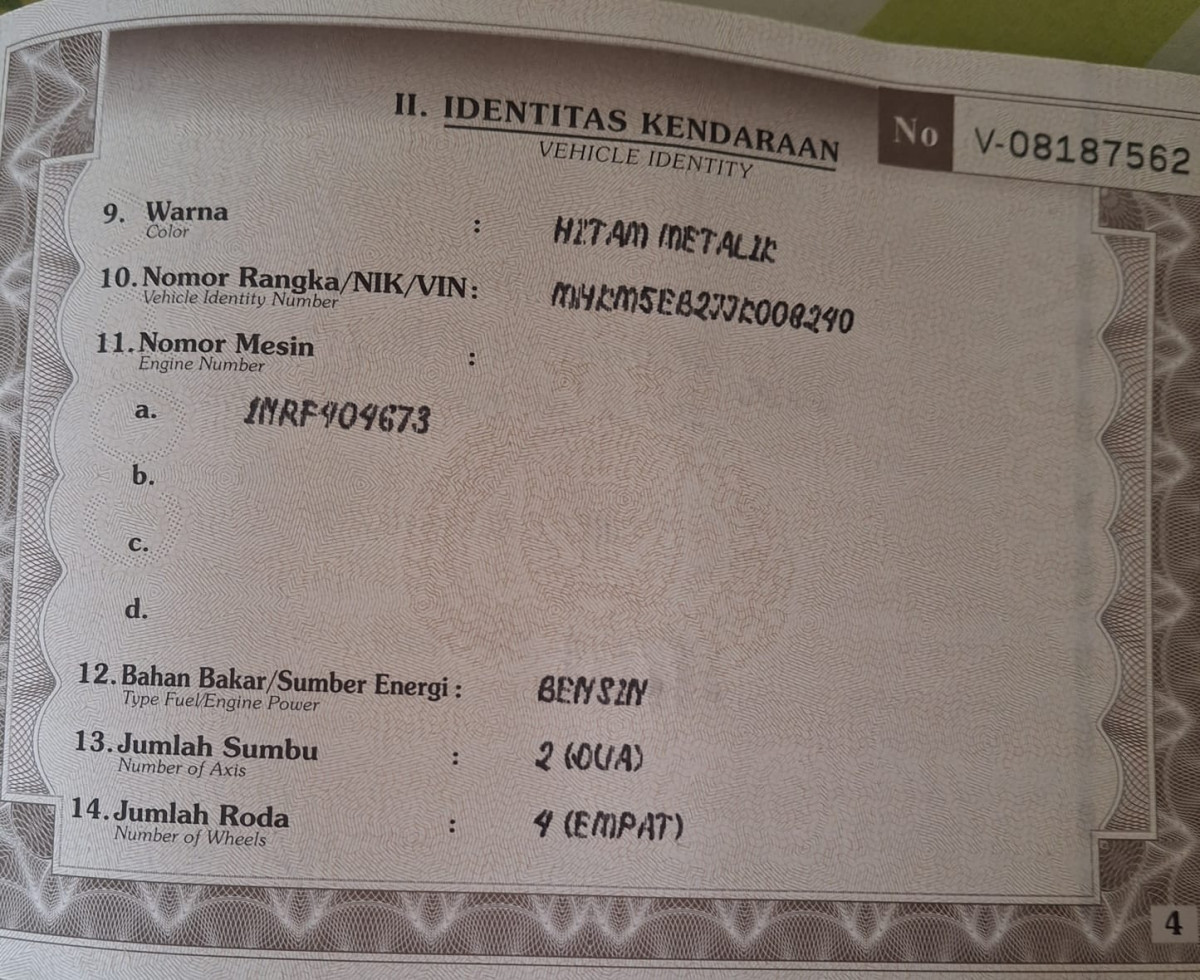 II. IDENTITAS KENDARAAN
VEHICLE IDENTITY
No V-08187562
9. Warna : HITAM METALIK
Color
10. Nomor Rangka/NIK/VIN : MHKM5EB2JJK008240
Vehicle Identity Number
11. Nomor Mesin :
Engine Number
a. 1NRF404673
b.
c.
d.
12. Bahan Bakar/Sumber Energi : BENSIN
Type Fuel/Engine Power
13. Jumlah Sumbu : 2 (DUA)
Number of Axis
14. Jumlah Roda : 4 (EMPAT)
Number of Wheels
4